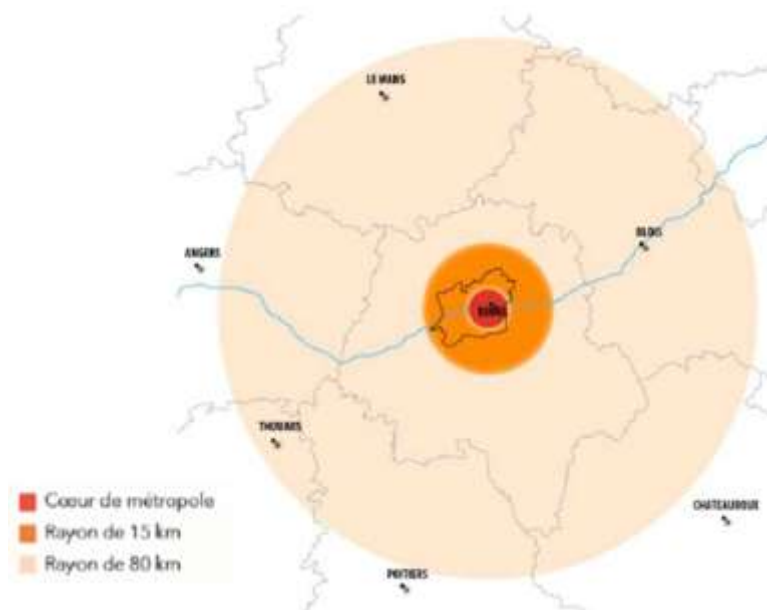 LE MANS
BLOIS
ANGERS
TOURS
THOUARS
CHATEAUROUX
POITIERS
Cœur de métropole
Rayon de 15 km
Rayon de 80 km